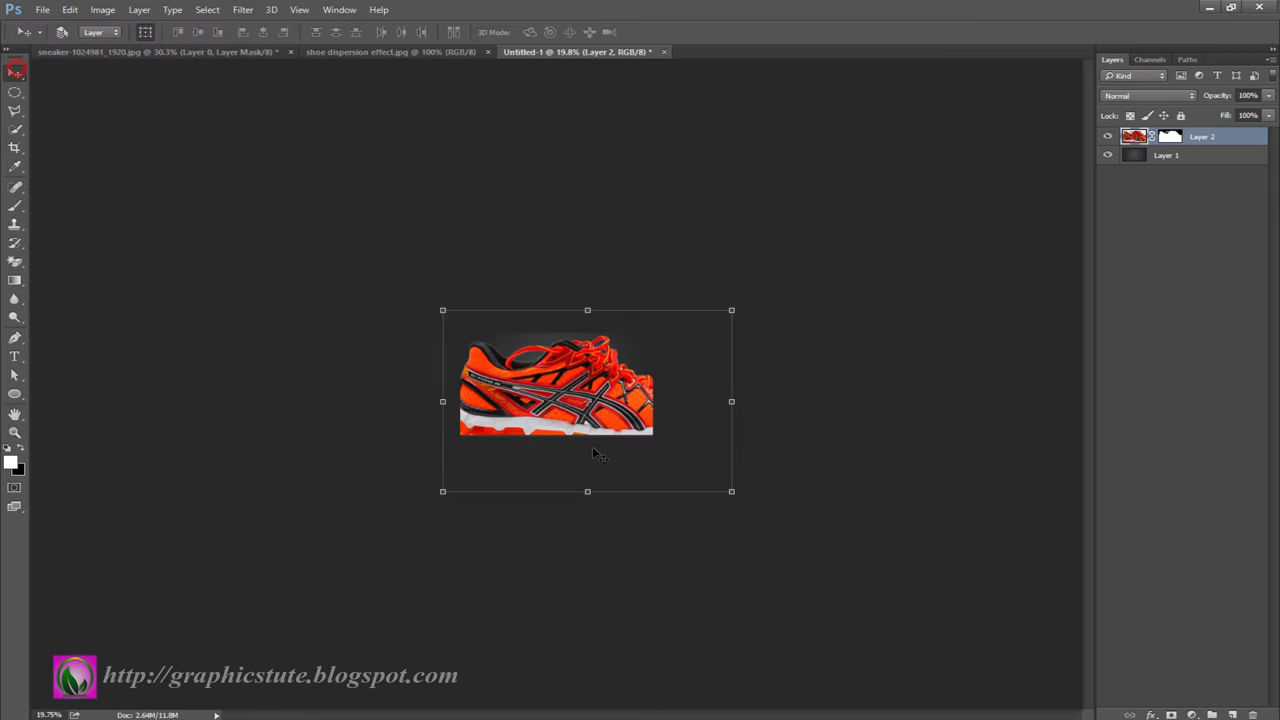 Ps File Edit Image Layer Type Select Filter 3D View Window Help
Layer 3D Mode:
sneaker-1024981_1920.jpg @ 30.3% (Layer 0, Layer Mask/8) * × shoe dispersion effect.jpg @ 100% (RGB/8) × Untitled-1 @ 19.8% (Layer 2, RGB/8) * ×
Layers Channels Paths
Kind
Normal Opacity: 100%
Lock: Fill: 100%
Layer 2
Layer 1
http://graphicstute.blogspot.com
19.75% Doc: 2.64M/11.8M